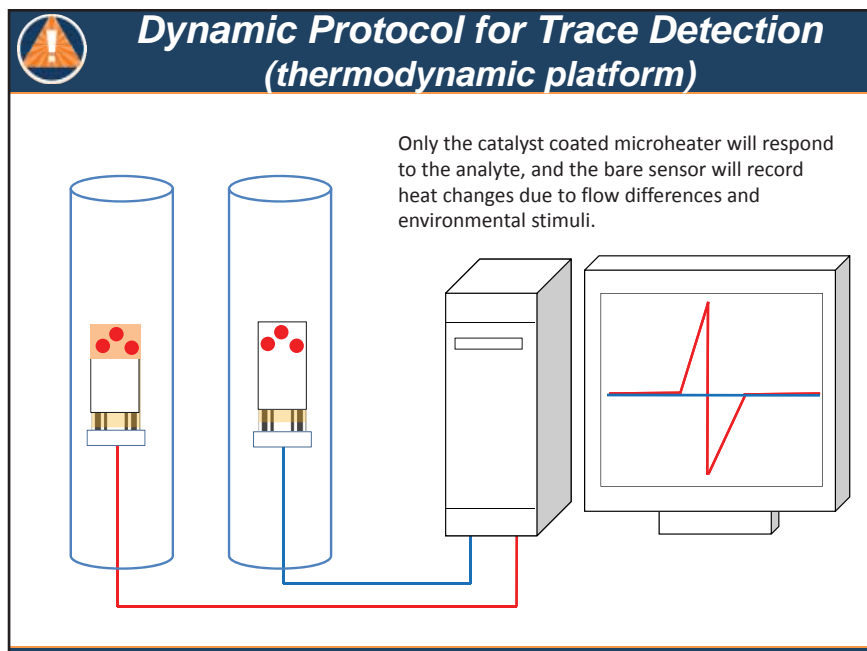 Dynamic Protocol for Trace Detection
(thermodynamic platform)
Only the catalyst coated microheater will respond
to the analyte, and the bare sensor will record
heat changes due to flow differences and
environmental stimuli.